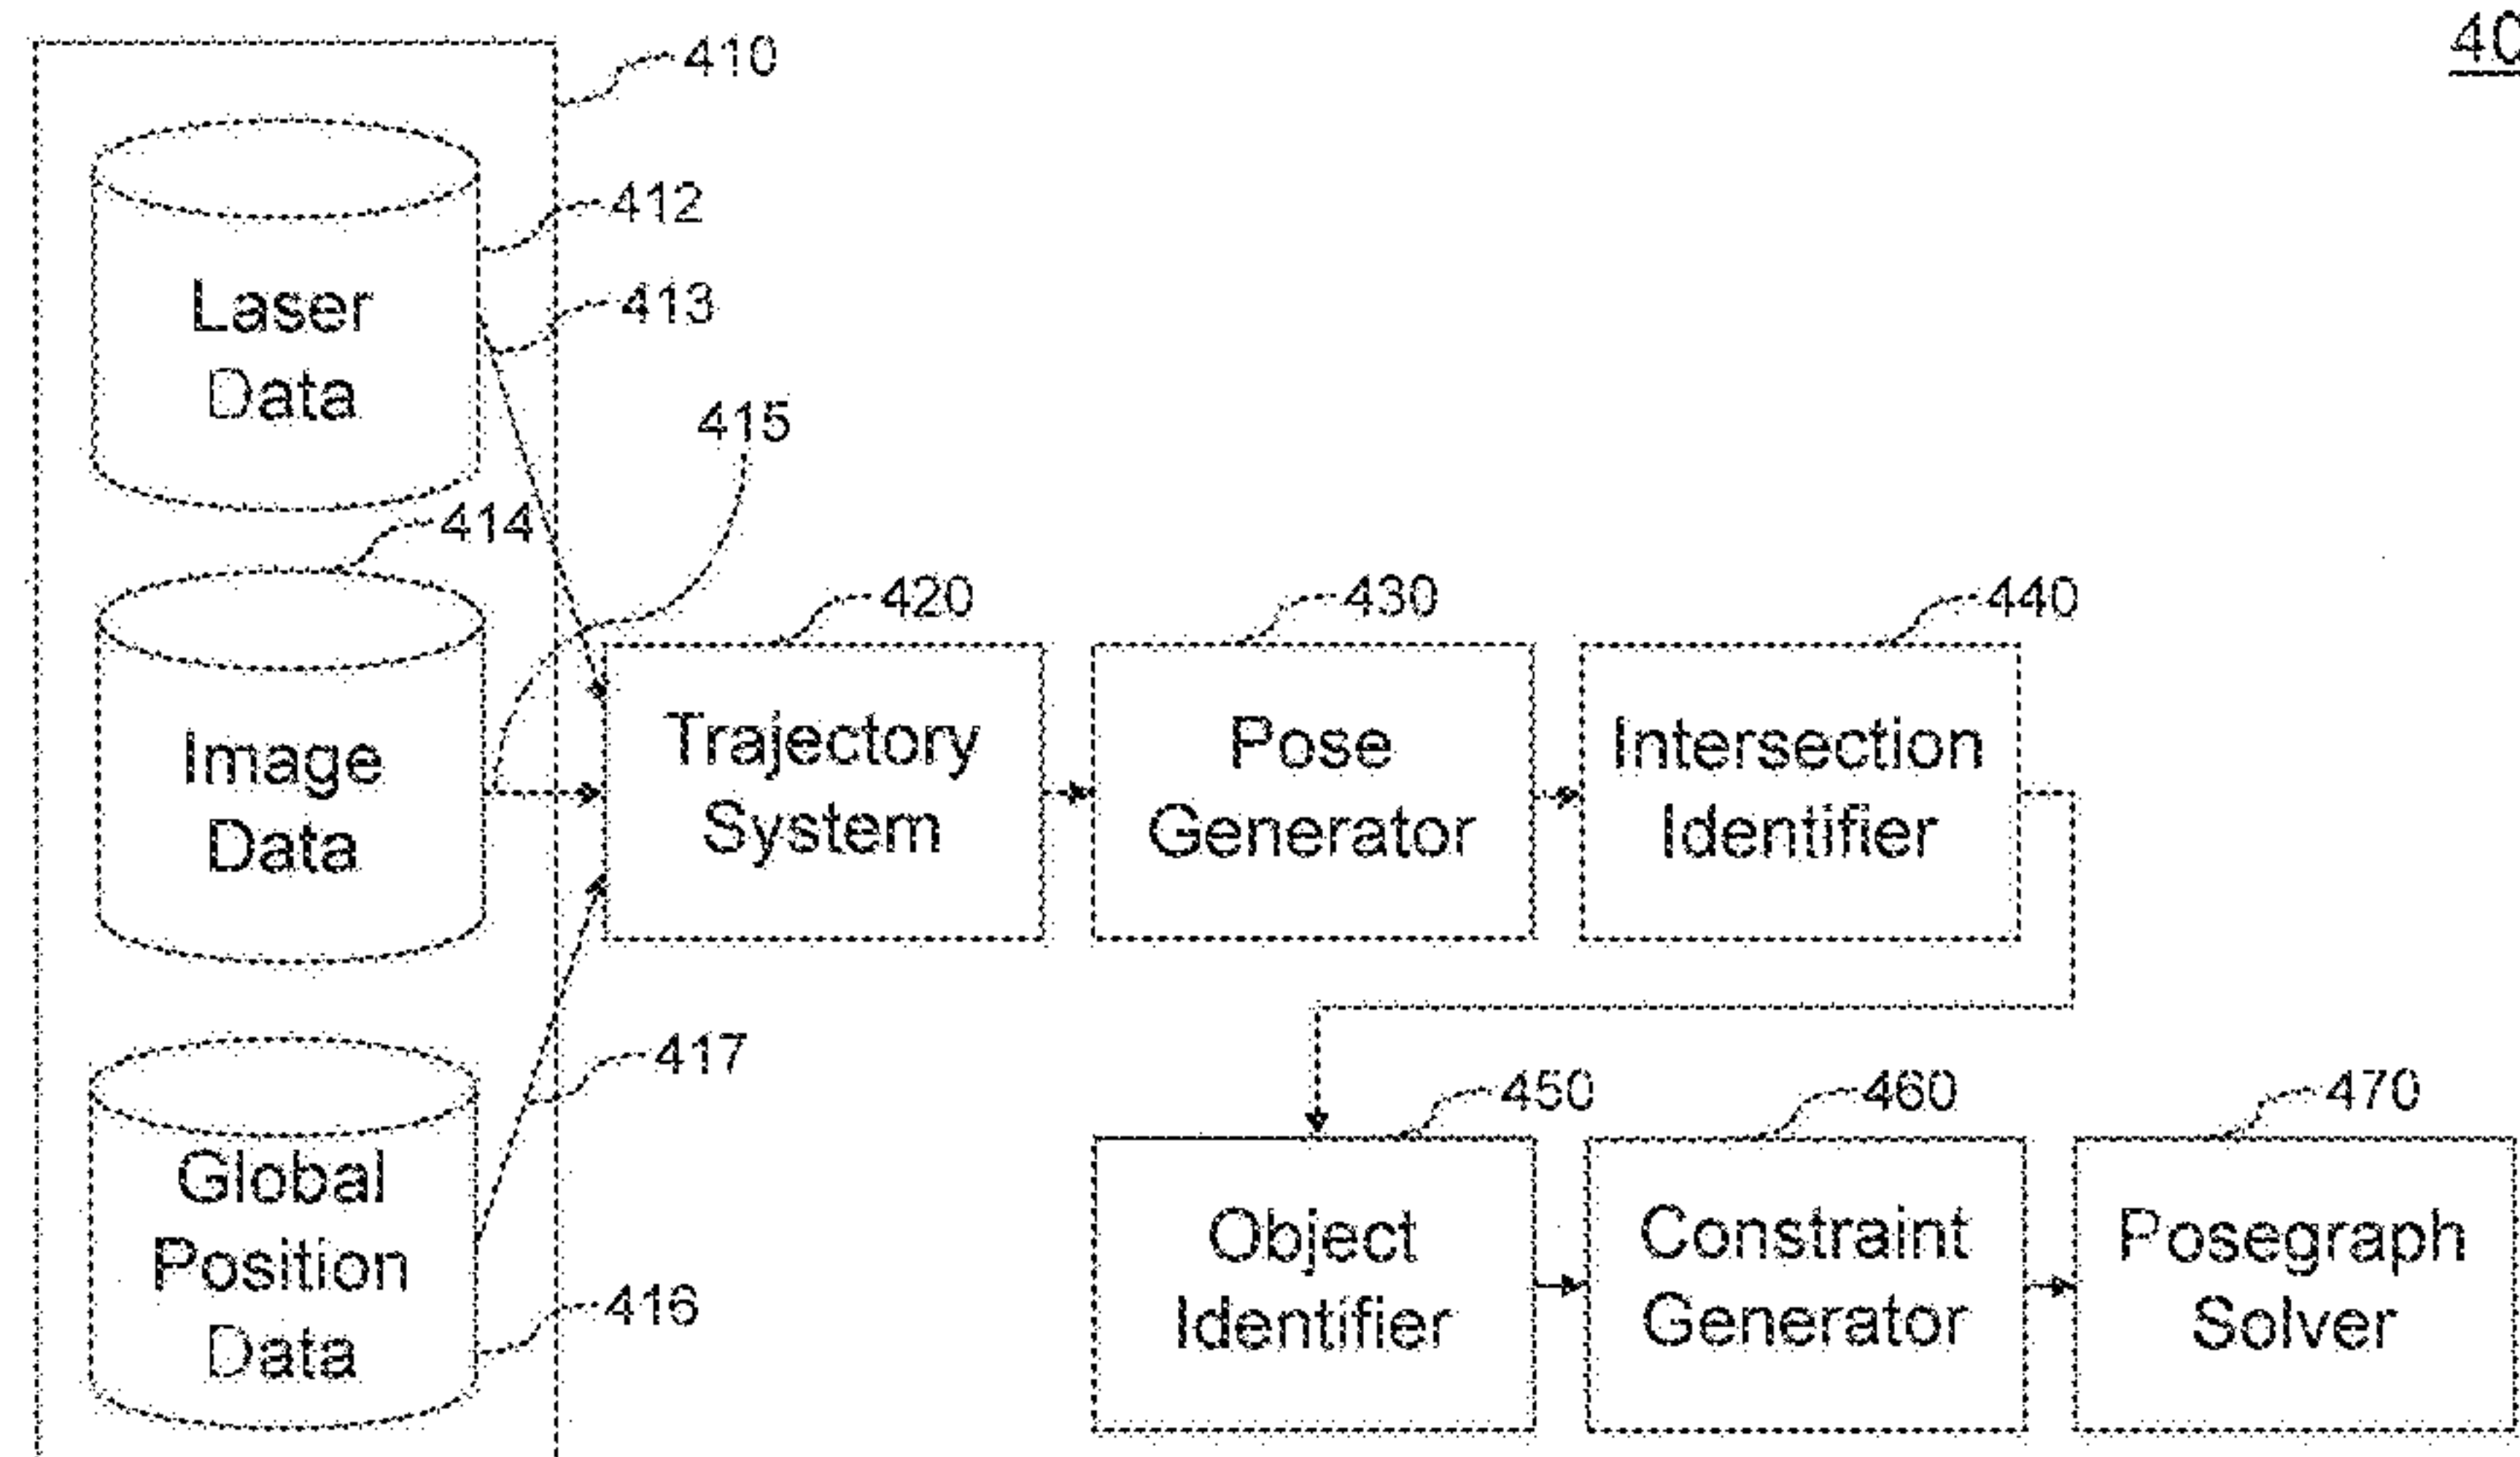 40
410
412
413
Laser
Data
415
414
Image
Data
420
430
440
Trajectory
System
Pose
Generator
Intersection
Identifier
417
Global
Position
Data
416
450
460
470
Object
Identifier
Constraint
Generator
Posegraph
Solver